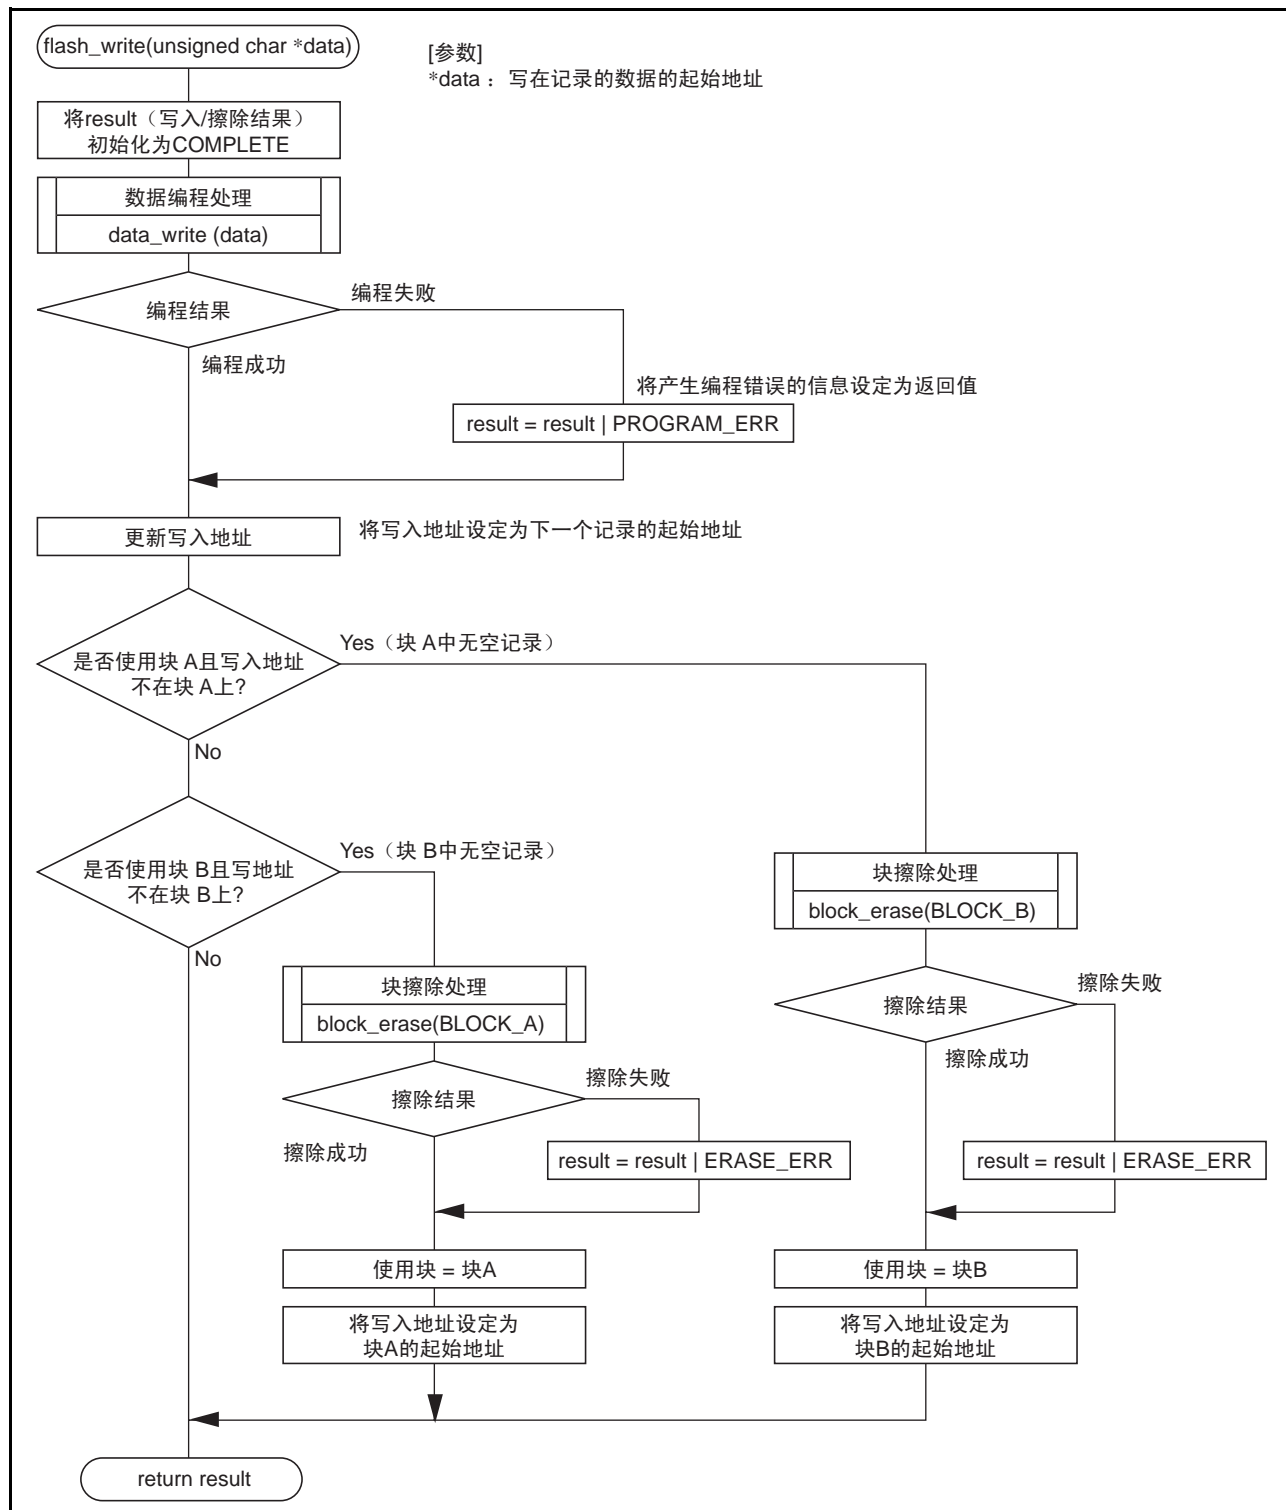 flash_write(unsigned char *data)
[参数]
*data ：写在记录的数据的起始地址
将result（写入/擦除结果）
初始化为COMPLETE
数据编程处理
data_write (data)
编程结果
编程失败
编程成功
将产生编程错误的信息设定为返回值
result = result | PROGRAM_ERR
更新写入地址
将写入地址设定为下一个记录的起始地址
是否使用块 A且写入地址
不在块 A上?
Yes（块 A中无空记录）
No
是否使用块 B且写地址
不在块 B上?
Yes（块 B中无空记录）
No
块擦除处理
block_erase(BLOCK_B)
擦除结果
擦除失败
擦除成功
result = result | ERASE_ERR
使用块 = 块B
将写入地址设定为
块B的起始地址
块擦除处理
block_erase(BLOCK_A)
擦除结果
擦除失败
擦除成功
result = result | ERASE_ERR
使用块 = 块A
将写入地址设定为
块A的起始地址
return result